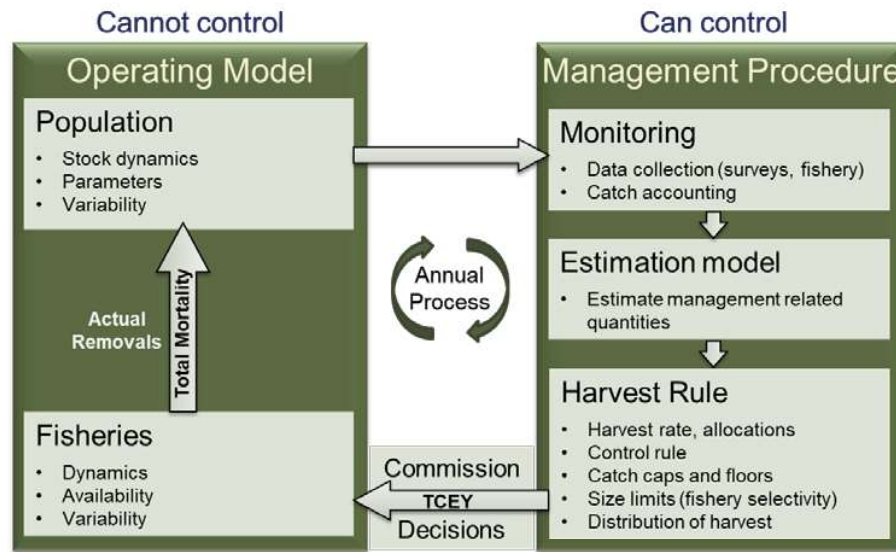 Cannot control
Operating Model
Population
• Stock dynamics
• Parameters
• Variability
Total Mortality
Actual
Removals
Fisheries
• Dynamics
• Availability
• Variability
Annual
Process
Commission
TCEY
Decisions
Can control
Management Procedure
Monitoring
• Data collection (surveys, fishery)
• Catch accounting
Estimation model
• Estimate management related
quantities
Harvest Rule
• Harvest rate, allocations
• Control rule
• Catch caps and floors
• Size limits (fishery selectivity)
• Distribution of harvest